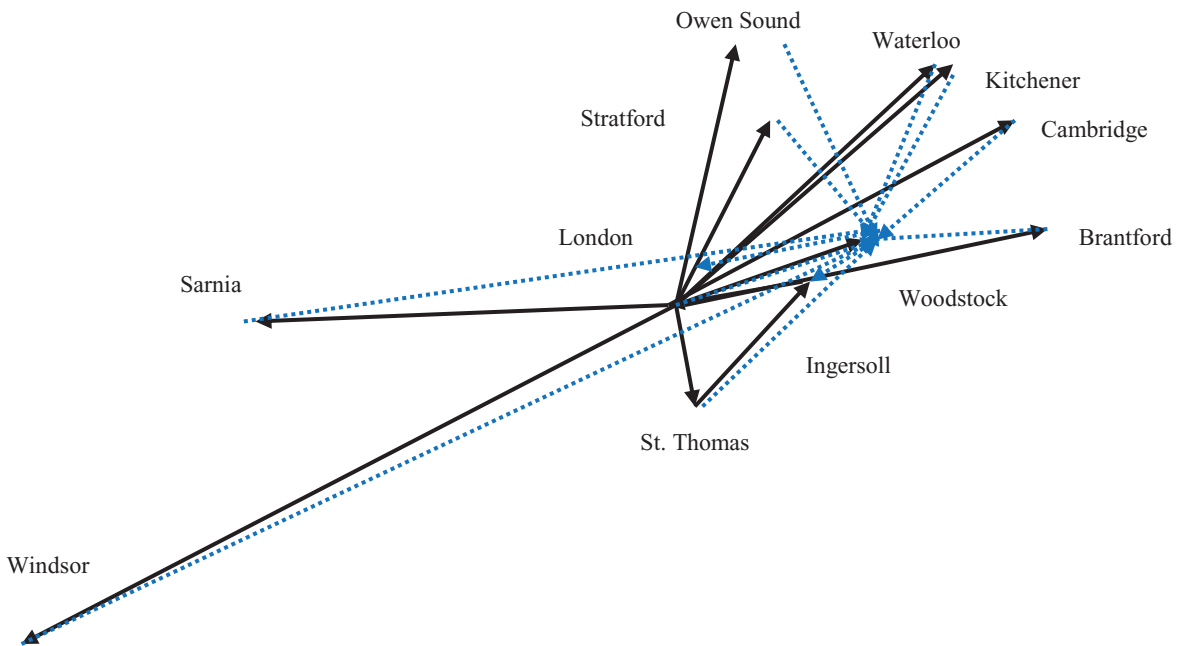 Owen Sound
Waterloo
Kitchener
Stratford
Cambridge
London
Brantford
Sarnia
Woodstock
Ingersoll
St. Thomas
Windsor